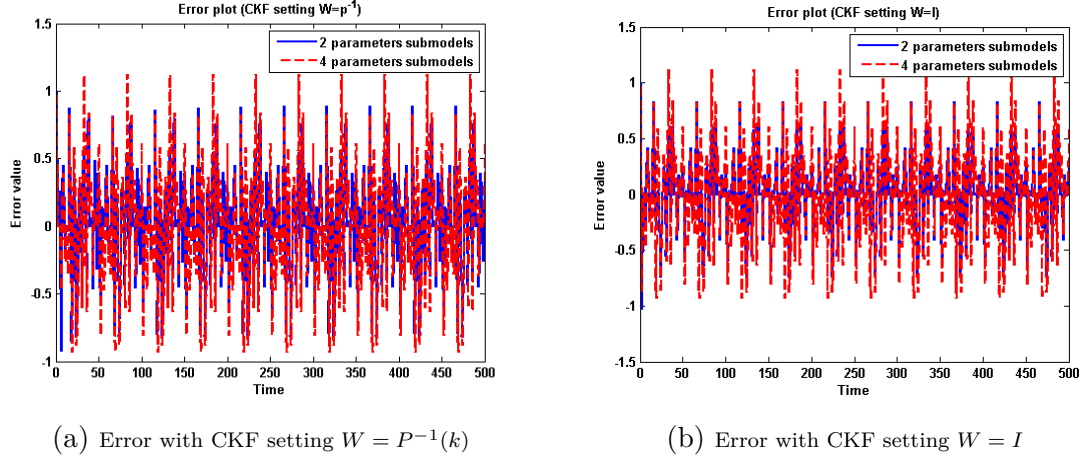 Error plot (CKF setting W=p⁻¹)
1.5
1
0.5
0
-0.5
-1
Error value
2 parameters submodels
4 parameters submodels
0 50 100 150 200 250 300 350 400 450 500
Time
(a) Error with CKF setting W = P⁻¹(k)
Error plot (CKF setting W=I)
1.5
1
0.5
0
-0.5
-1
-1.5
Error value
2 parameters submodels
4 parameters submodels
0 50 100 150 200 250 300 350 400 450 500
Time
(b) Error with CKF setting W = I